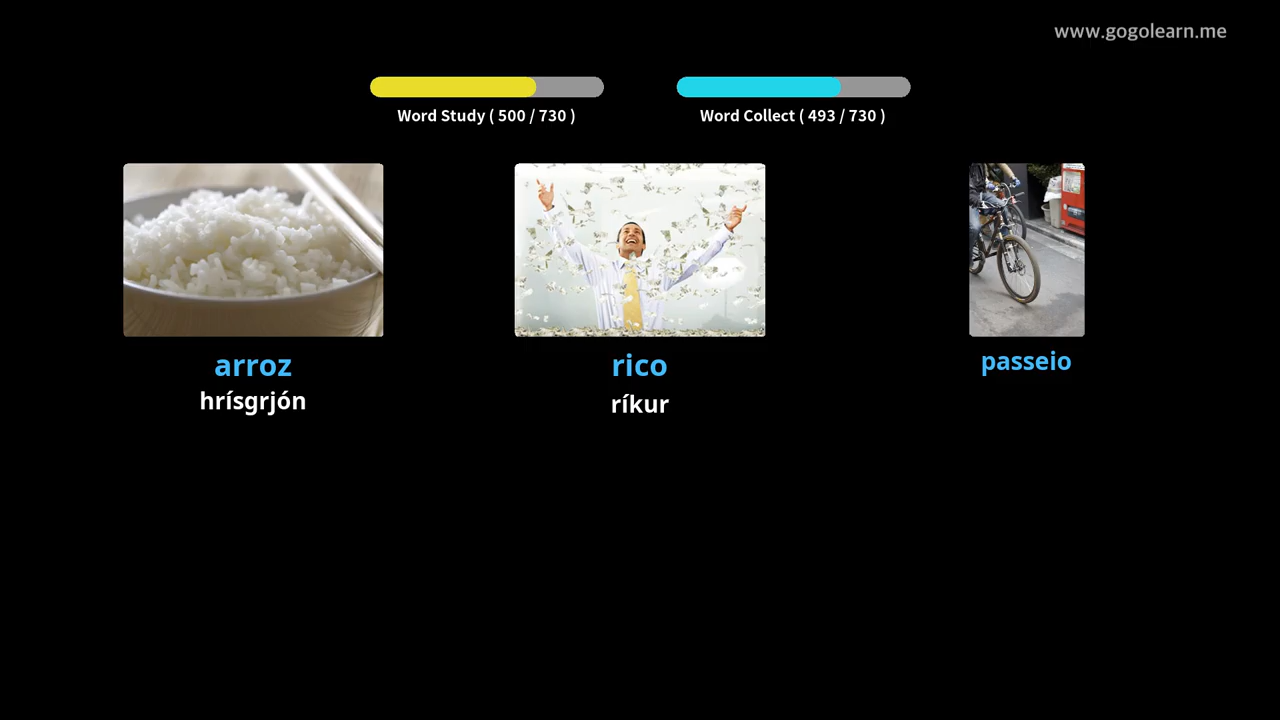 www.gogolearn.me
Word Study ( 500 / 730 )
Word Collect ( 493 / 730 )
arroz
hrísgrjón
rico
ríkur
passeio